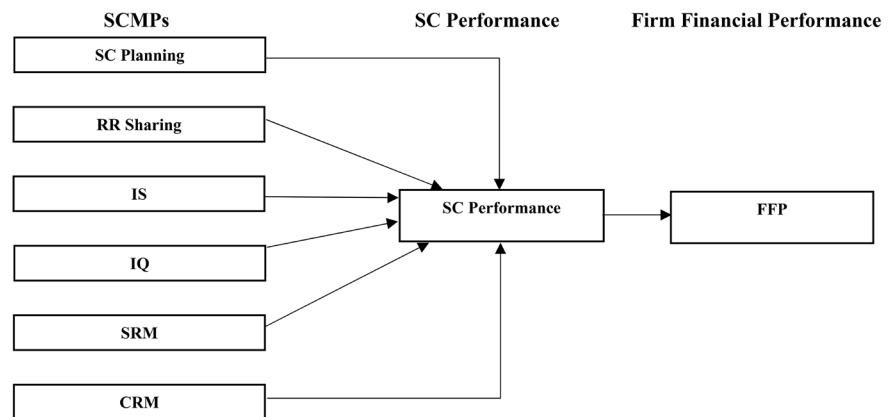 SCMPs
SC Performance
Firm Financial Performance
SC Planning
RR Sharing
IS
IQ
SRM
CRM
SC Performance
FFP